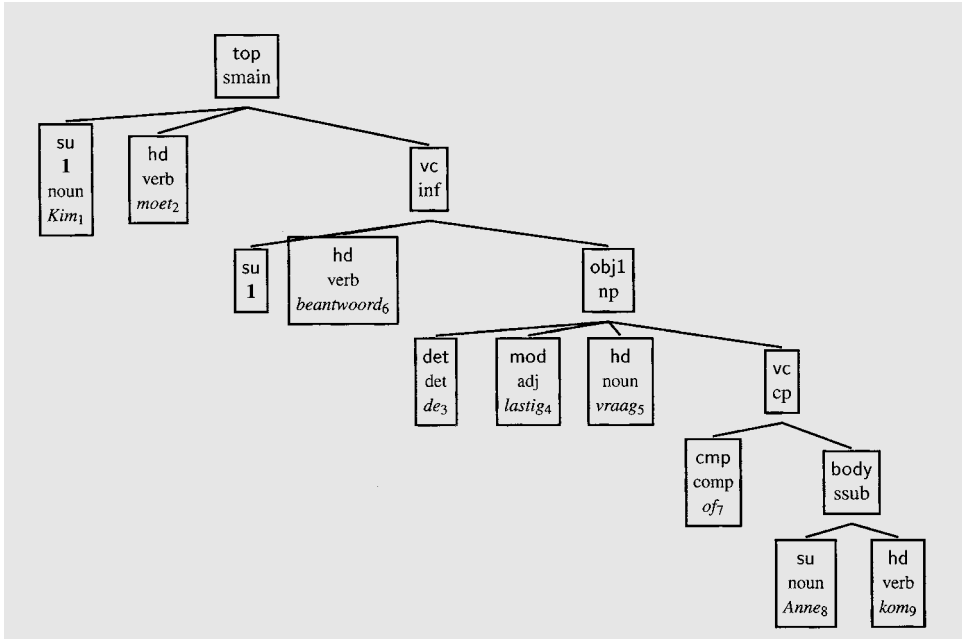 top
smain
su
1
noun
Kim1
hd
verb
moet2
vc
inf
su
1
hd
verb
beantwoord6
obj1
np
det
det
de3
mod
adj
lastig4
hd
noun
vraag5
vc
cp
cmp
comp
of7
body
ssub
su
noun
Anne8
hd
verb
kom9